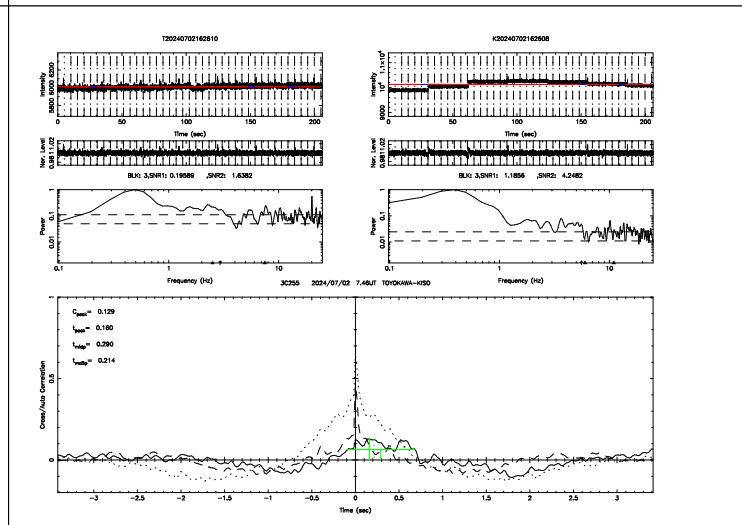 T20240702162610
K20240702162608
Intensity
5800 6000 6200
0 50 100 150 200
Time (sec)
Intensity
9000 10⁴ 1.1×10⁴
0 50 100 150 200
Time (sec)
Nor. Level
0.98 1 1.02
BLK: 3,SNR1: 0.19589 ,SNR2: 1.6382
Nor. Level
0.98 1 1.02
BLK: 3,SNR1: 1.1856 ,SNR2: 4.2482
Power
1
0.1
0.01
0.1 1 10
Frequency (Hz)
Power
1
0.1
0.01
0.1 1 10
Frequency (Hz)
3C255 2024/07/02 7.46UT TOYOKAWA-KISO
C_peak= 0.129
t_peak= 0.160
t_midp= 0.290
Cross/Auto Correlation
0 0.5 1
−3 −2.5 −2 −1.5 −1 −0.5 0 0.5 1 1.5 2 2.5 3
Time (sec)